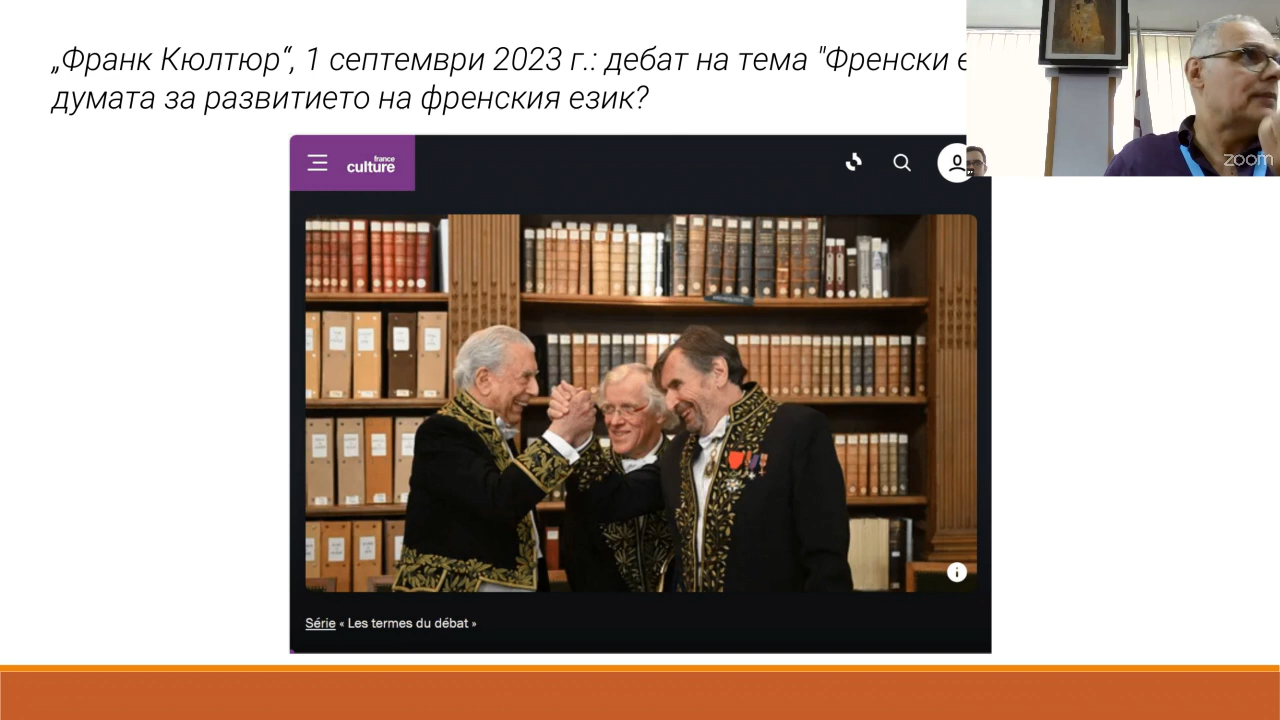 „Франк Кюлтюр“, 1 септември 2023 г.: дебат на тема "Френски
думата за развитието на френския език?
zoom
france
culture
Série « Les termes du débat »